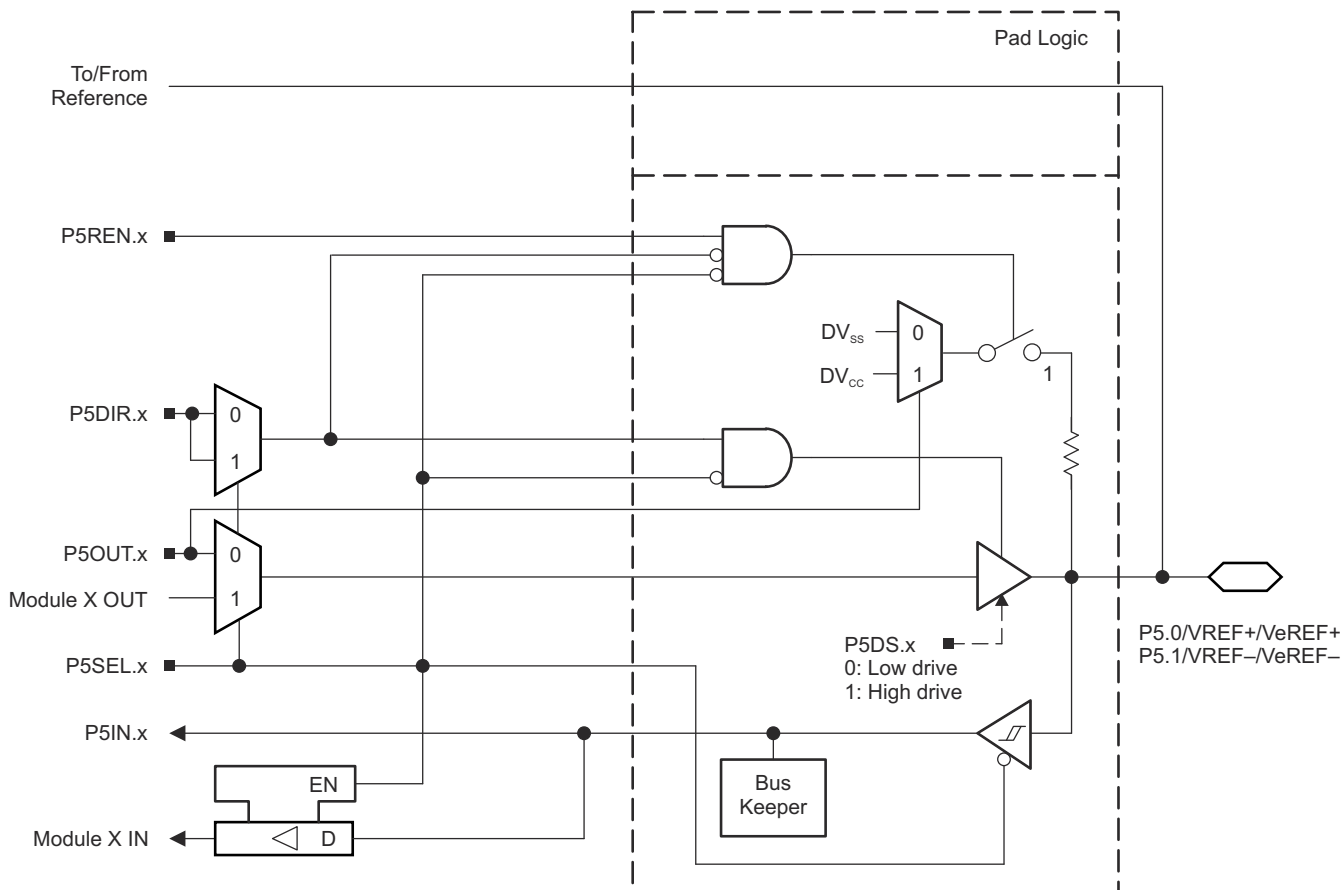 Pad Logic
To/From
Reference
P5REN.x
DVss
0
DVcc
1
1
P5DIR.x
0
1
P5OUT.x
0
Module X OUT
1
P5DS.x
0: Low drive
1: High drive
P5.0/VREF+/VeREF+
P5.1/VREF–/VeREF–
P5SEL.x
P5IN.x
Bus
Keeper
EN
Module X IN
D